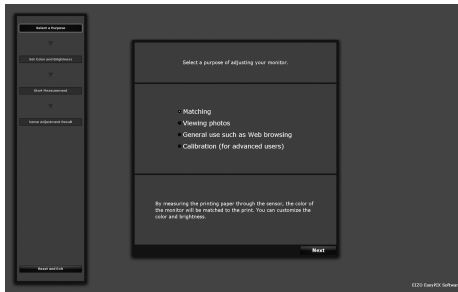 Select a Purpose
Set Color and Brightness
Start Measurement
Name Adjustment Result
Reset and Exit
Select a purpose of adjusting your monitor.
Matching
Viewing photos
General use such as Web browsing
Calibration (for advanced users)
By measuring the printing paper through the sensor, the color of
the monitor will be matched to the print. You can customize the
color and brightness.
Next
EIZO EasyPIX Software